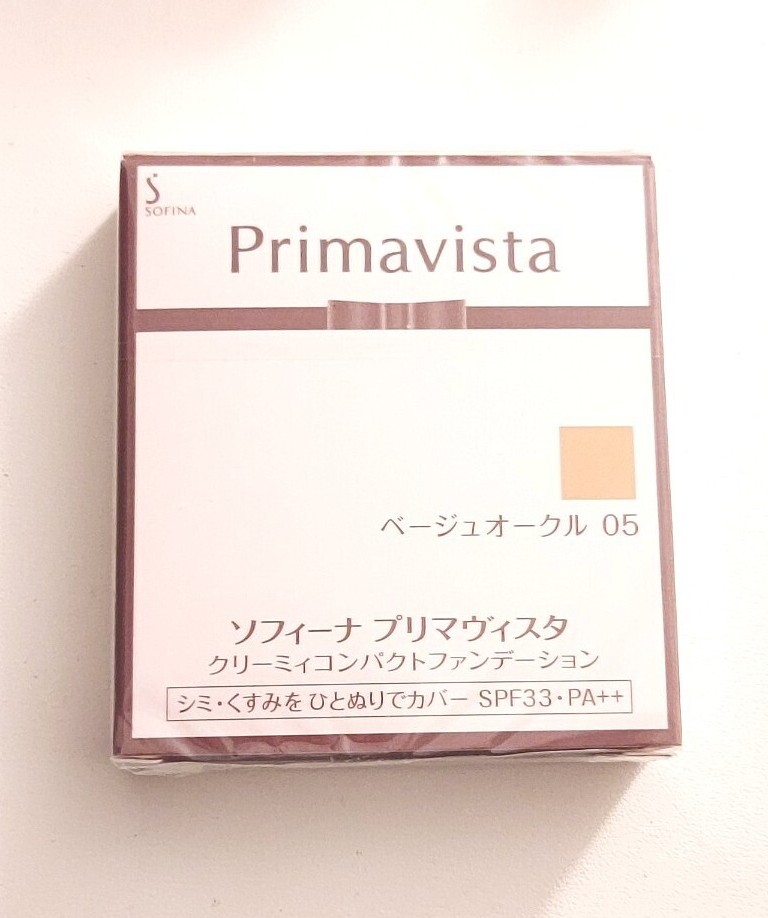 SOFINA
Primavista
ベージュオークル 05
ソフィーナ プリマヴィスタ
クリーミィコンパクトファンデーション
シミ・くすみを ひとぬりでカバー SPF33・PA++